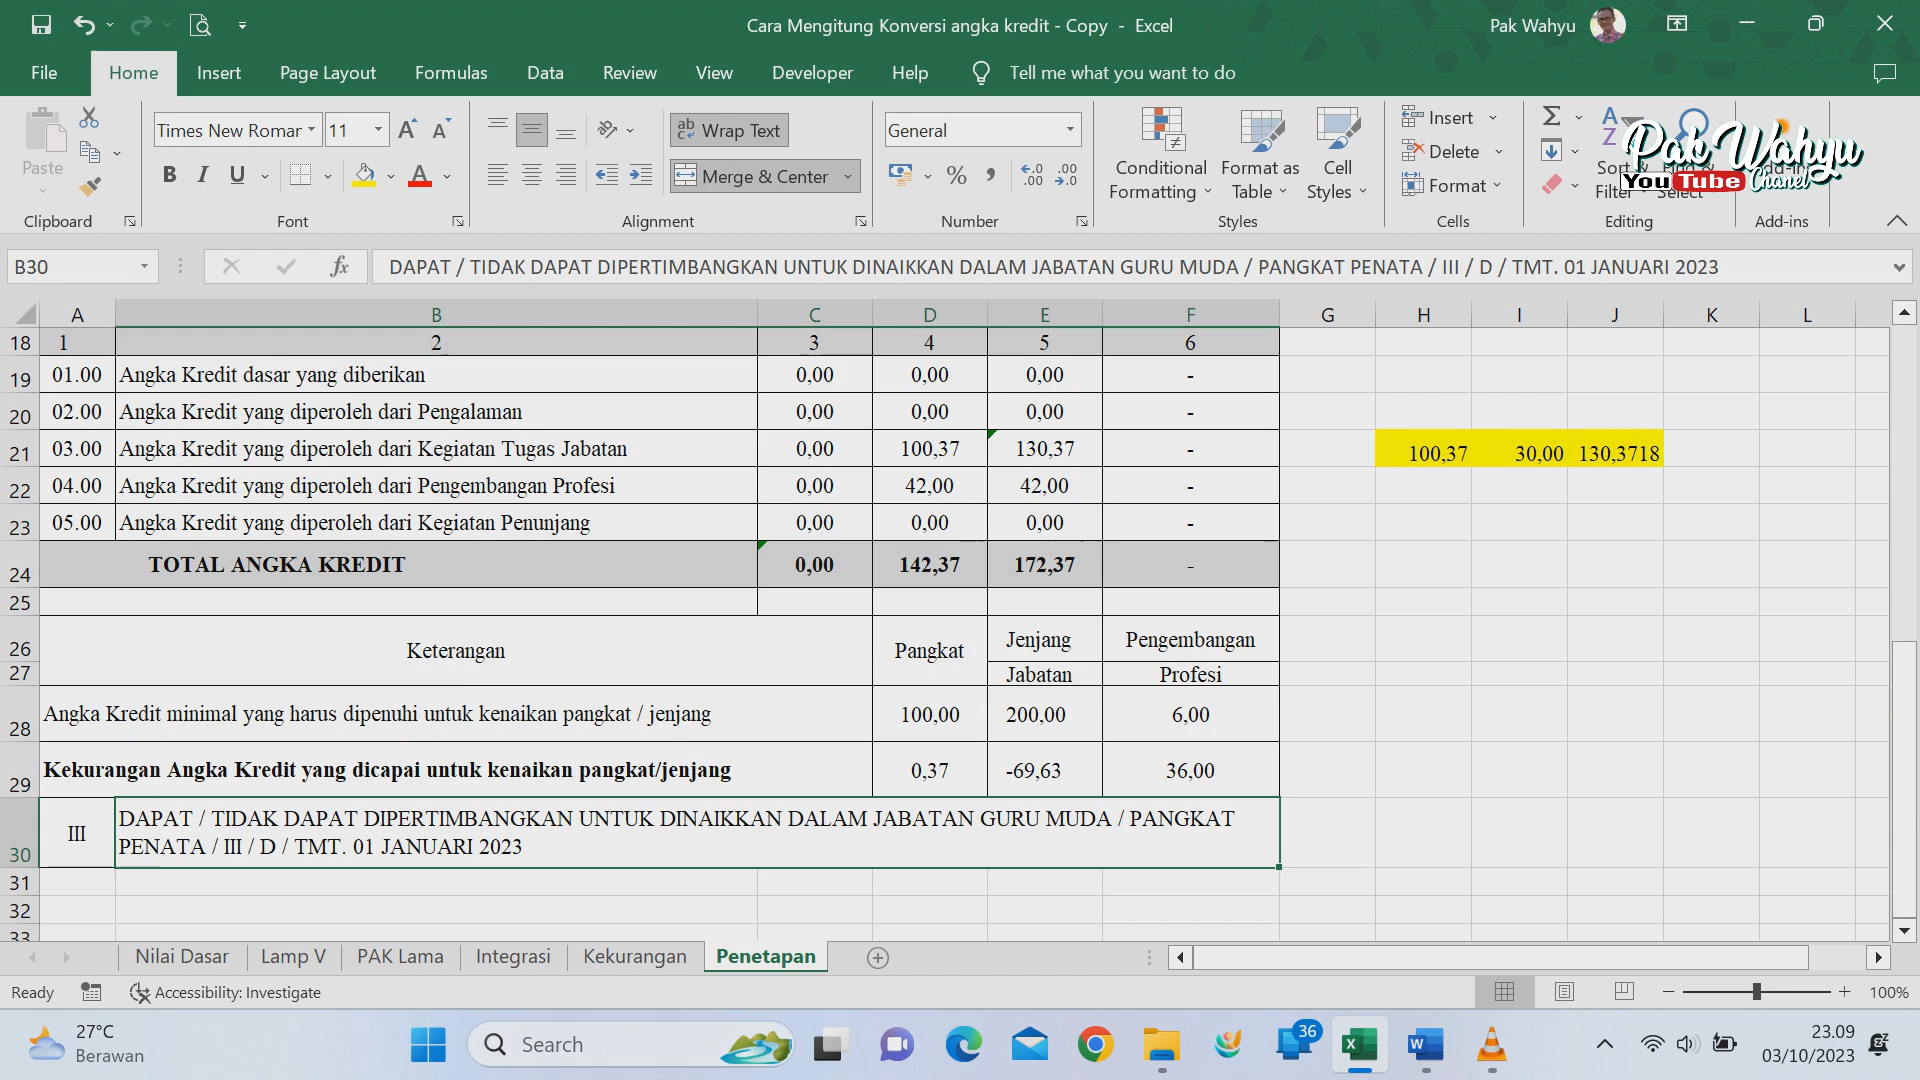 Cara Mengitung Konversi angka kredit - Copy - Excel
Pak Wahyu
File Home Insert Page Layout Formulas Data Review View Developer Help Tell me what you want to do
Paste
Clipboard
Times New Roman 11
B I U
Font
Wrap Text
Merge & Center
Alignment
General
Number
Conditional Formatting
Format as Table
Cell Styles
Styles
Insert
Delete
Format
Cells
Sort & Filter
Select
Editing
Add-ins
Pak Wahyu
YouTube Chanel
B30
fx
DAPAT / TIDAK DAPAT DIPERTIMBANGKAN UNTUK DINAIKKAN DALAM JABATAN GURU MUDA / PANGKAT PENATA / III / D / TMT. 01 JANUARI 2023
A B C D E F G H I J K L
18 1 2 3 4 5 6
19 01.00 Angka Kredit dasar yang diberikan 0,00 0,00 0,00 -
20 02.00 Angka Kredit yang diperoleh dari Pengalaman 0,00 0,00 0,00 -
21 03.00 Angka Kredit yang diperoleh dari Kegiatan Tugas Jabatan 0,00 100,37 130,37 - 100,37 30,00 130,3718
22 04.00 Angka Kredit yang diperoleh dari Pengembangan Profesi 0,00 42,00 42,00 -
23 05.00 Angka Kredit yang diperoleh dari Kegiatan Penunjang 0,00 0,00 0,00 -
24 TOTAL ANGKA KREDIT 0,00 142,37 172,37 -
25
26 Keterangan Pangkat Jenjang Pengembangan
27 Jabatan Profesi
28 Angka Kredit minimal yang harus dipenuhi untuk kenaikan pangkat / jenjang 100,00 200,00 6,00
29 Kekurangan Angka Kredit yang dicapai untuk kenaikan pangkat/jenjang 0,37 -69,63 36,00
30 III DAPAT / TIDAK DAPAT DIPERTIMBANGKAN UNTUK DINAIKKAN DALAM JABATAN GURU MUDA / PANGKAT
PENATA / III / D / TMT. 01 JANUARI 2023
31
32
33
Nilai Dasar Lamp V PAK Lama Integrasi Kekurangan Penetapan
Ready Accessibility: Investigate 100%
27°C
Berawan
Search
36
23.09
03/10/2023